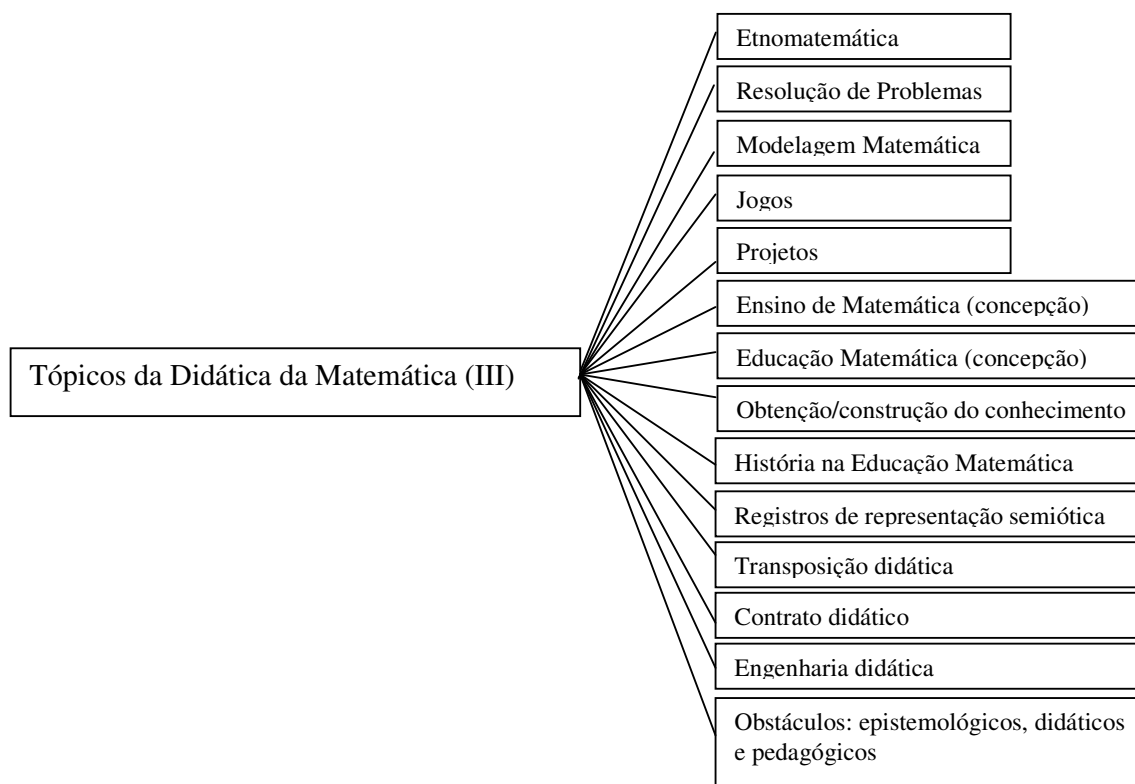 Etnomatemática
Resolução de Problemas
Modelagem Matemática
Jogos
Projetos
Ensino de Matemática (concepção)
Tópicos da Didática da Matemática (III)
Educação Matemática (concepção)
Obtenção/construção do conhecimento
História na Educação Matemática
Registros de representação semiótica
Transposição didática
Contrato didático
Engenharia didática
Obstáculos: epistemológicos, didáticos
e pedagógicos